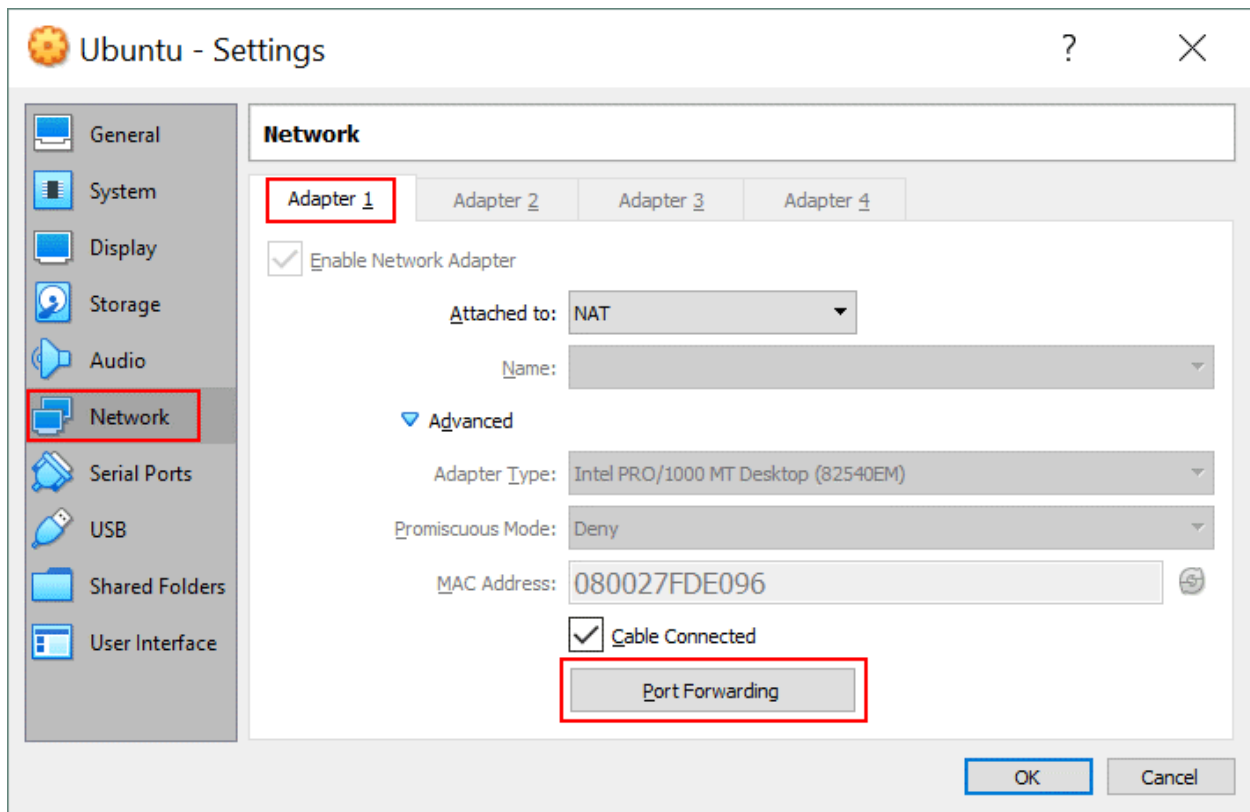 Ubuntu - Settings ?
General
System
Display
Storage
Audio
Network
Serial Ports
USB
Shared Folders
User Interface
Network
Adapter 1 Adapter 2 Adapter 3 Adapter 4
Enable Network Adapter
Attached to: NAT
Name:
Advanced
Adapter Type: Intel PRO/1000 MT Desktop (82540EM)
Promiscuous Mode: Deny
MAC Address: 080027FDE096
Cable Connected
Port Forwarding
OK Cancel